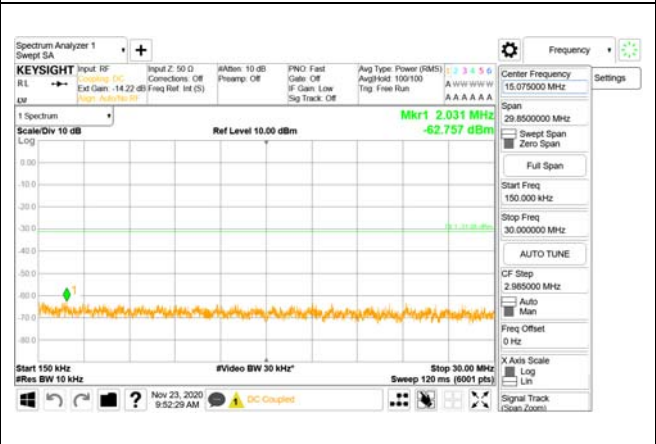 Spectrum Analyzer 1
Swept SA
+
Frequency
KEYSIGHT
RL
Input: RF
Coupling: DC
Ext Gain: -14.22 dB
Align: Auto/No RF
Input Z: 50 Ω
Corrections: Off
Freq Ref: Int (S)
#Atten: 10 dB
Preamp: Off
PNO: Fast
Gate: Off
IF Gain: Low
Sig Track: Off
Avg Type: Power (RMS)
Avg|Hold: 100/100
Trig: Free Run
1 2 3 4 5 6
A W W W W W
A A A A A A
1 Spectrum
Scale/Div 10 dB
Log
Ref Level 10.00 dBm
Mkr1 2.031 MHz
-62.757 dBm
0.00
-10.0
-20.0
-30.0
-40.0
-50.0
-60.0
-70.0
-80.0
1
Start 150 kHz
#Res BW 10 kHz
#Video BW 30 kHz*
Stop 30.00 MHz
Sweep 120 ms (6001 pts)
Nov 23, 2020
9:52:29 AM
?
1
DC Coupled
Center Frequency
15.075000 MHz
Settings
Span
29.8500000 MHz
Swept Span
Zero Span
Full Span
Start Freq
150.000 kHz
Stop Freq
30.000000 MHz
AUTO TUNE
CF Step
2.985000 MHz
Auto
Man
Freq Offset
0 Hz
X Axis Scale
Log
Lin
Signal Track
(Span Zoom)